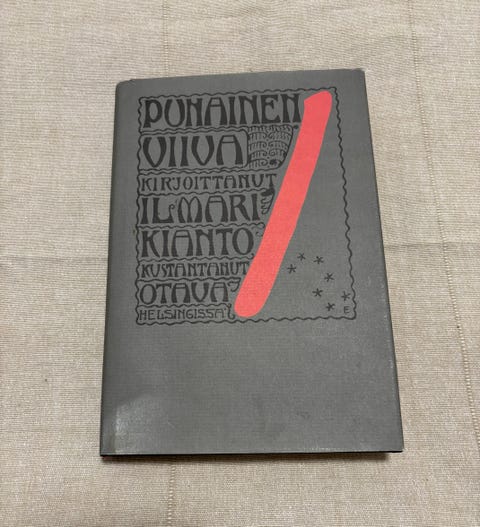 PUNAINEN
VIIVA
KIRJOITTANUT
ILMARI
KIANTO
KUSTANTANUT
OTAVA
HELSINGISSÄ
E